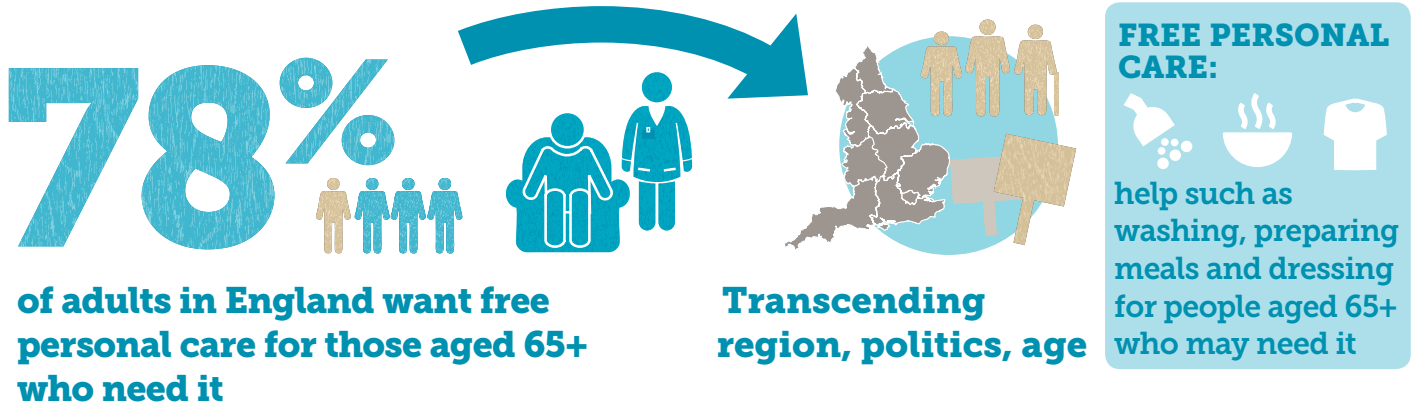 78%
of adults in England want free
personal care for those aged 65+
who need it
Transcending
region, politics, age
FREE PERSONAL
CARE:
help such as
washing, preparing
meals and dressing
for people aged 65+
who may need it